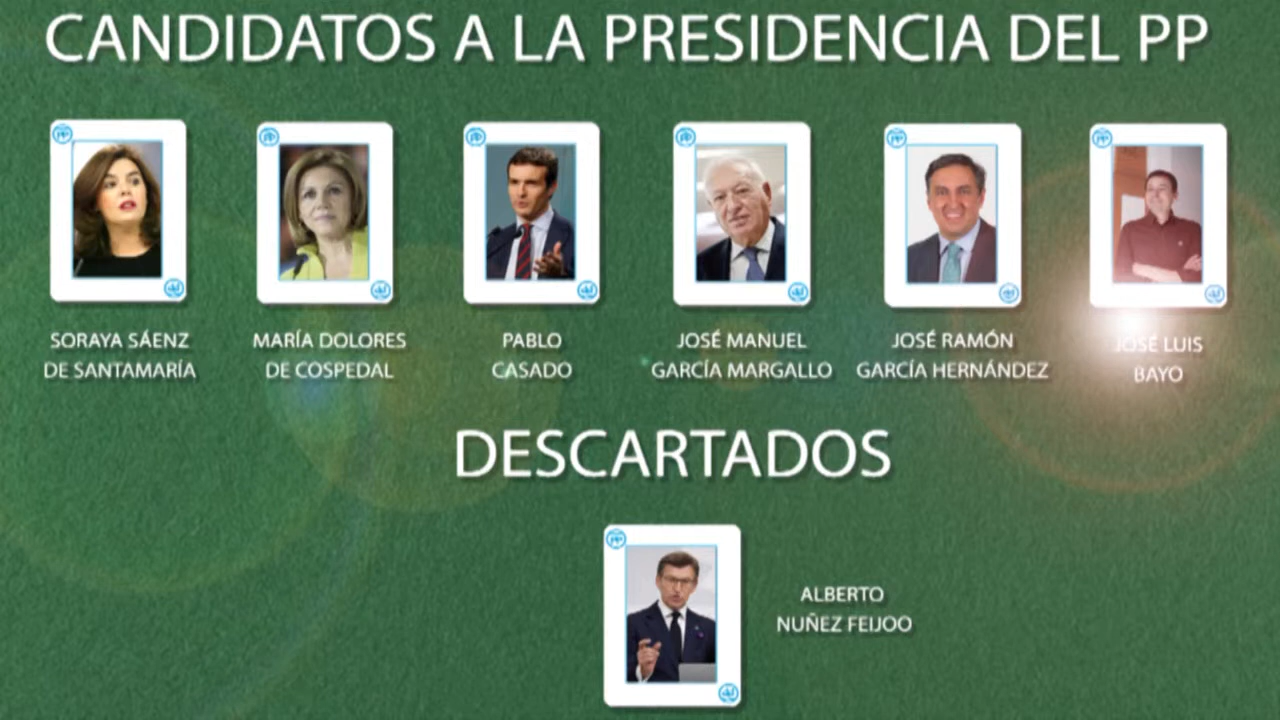 CANDIDATOS A LA PRESIDENCIA DEL PP
SORAYA SÁENZ
DE SANTAMARÍA
MARÍA DOLORES
DE COSPEDAL
PABLO
CASADO
JOSÉ MANUEL
GARCÍA MARGALLO
JOSÉ RAMÓN
GARCÍA HERNÁNDEZ
JOSÉ LUIS
BAYO
DESCARTADOS
ALBERTO
NUÑEZ FEIJOO